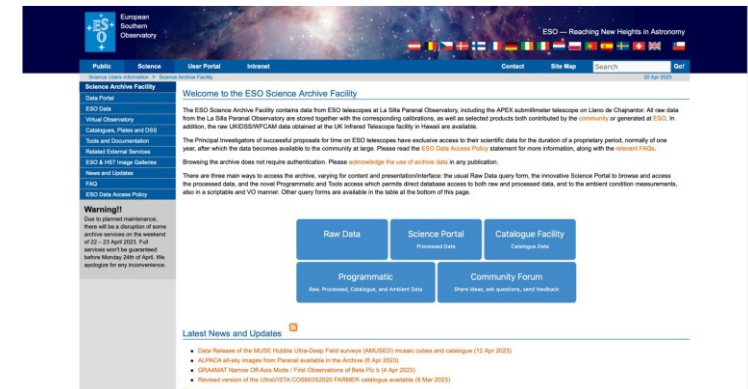 European
Southern
Observatory
ESO
ESO — Reaching New Heights in Astronomy
Public Science User Portal Intranet Contact Site Map Search Go!
Science Users Information > Science Archive Facility 20 Apr 2023
Science Archive Facility
Data Portal
ESO Data
Virtual Observatory
Catalogues, Plates and DSS
Tools and Documentation
Related External Services
ESO & HST Image Galleries
News and Updates
FAQ
ESO Data Access Policy
Warning!!
Due to planned maintenance,
there will be a disruption of some
archive services on the weekend
of 22 – 23 April 2023. Full
services won't be guaranteed
before Monday 24th of April. We
apologize for any inconvenience.
Welcome to the ESO Science Archive Facility
The ESO Science Archive Facility contains data from ESO telescopes at La Silla Paranal Observatory, including the APEX submillimeter telescope on Llano de Chajnantor. All raw data
from the La Silla Paranal Observatory are stored together with the corresponding calibrations, as well as selected products both contributed by the community or generated at ESO. In
addition, the raw UKIDSS/WFCAM data obtained at the UK Infrared Telescope facility in Hawaii are available.
The Principal Investigators of successful proposals for time on ESO telescopes have exclusive access to their scientific data for the duration of a proprietary period, normally of one
year, after which the data becomes available to the community at large. Please read the ESO Data Access Policy statement for more information, along with the relevant FAQs.
Browsing the archive does not require authentication. Please acknowledge the use of archive data in any publication.
There are three main ways to access the archive, varying for content and presentation/interface: the usual Raw Data query form, the innovative Science Portal to browse and access
the processed data, and the novel Programmatic and Tools access which permits direct database access to both raw and processed data, and to the ambient condition measurements,
also in a scriptable and VO manner. Other query forms are available in the table at the bottom of this page.
Raw Data
Science Portal
Processed Data
Catalogue Facility
Catalogue Data
Programmatic
Raw, Processed, Catalogue, and Ambient Data
Community Forum
Share ideas, ask questions, send feedback
Latest News and Updates
Data Release of the MUSE Hubble Ultra-Deep Field surveys (AMUSED) mosaic cubes and catalogue (12 Apr 2023)
ALPACA all-sky images from Paranal available in the Archive (6 Apr 2023)
GRA4MAT Narrow Off-Axis Mode / First Observations of Beta Pic b (4 Apr 2023)
Revised version of the UltraVISTA COSMOS2020 FARMER catalogue available (9 Mar 2023)